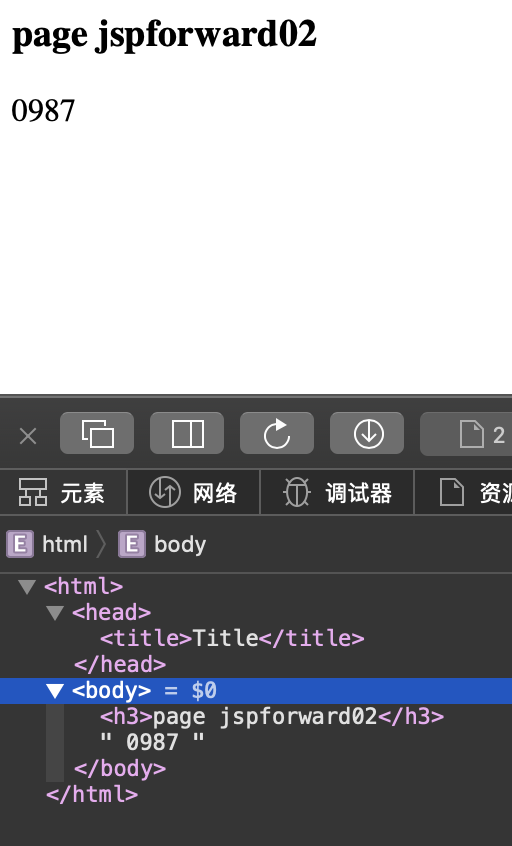 page jspforward02
0987
2
元素 网络 调试器 资源
E html E body
<html>
<head>
<title>Title</title>
</head>
<body> = $0
<h3>page jspforward02</h3>
" 0987 "
</body>
</html>